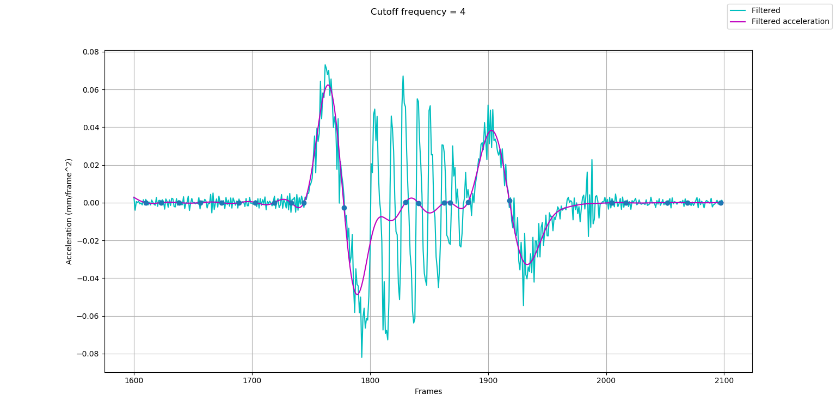 Cutoff frequency = 4
Filtered
Filtered acceleration
0.08
0.06
0.04
0.02
0.00
−0.02
−0.04
−0.06
−0.08
Acceleration (mm/frame^2)
1600 1700 1800 1900 2000 2100
Frames